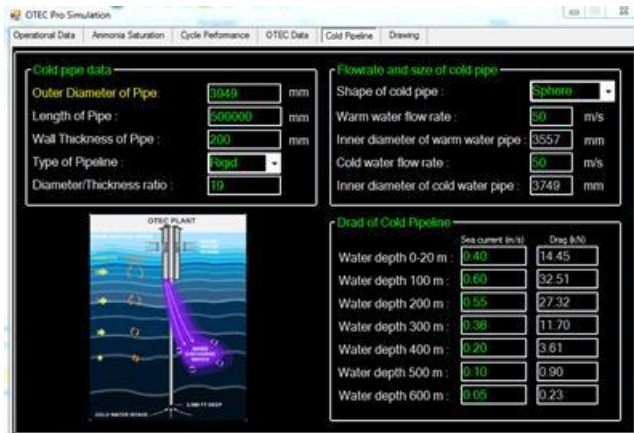 OTEC Pro Simulation
Operational Data Ammonia Saturation Cycle Performance OTEC Data Cold Pipeline Drawing
Cold pipe data
Outer Diameter of Pipe: 3949 mm
Length of Pipe : 500000 mm
Wall Thickness of Pipe : 200 mm
Type of Pipeline : Rigid
Diameter/Thickness ratio : 19
Flowrate and size of cold pipe
Shape of cold pipe : Sphere
Warm water flow rate : 50 m/s
Inner diameter of warm water pipe : 3557 mm
Cold water flow rate : 50 m/s
Inner diameter of cold water pipe : 3749 mm
OTEC PLANT
COLD WATER INTAKE
Drad of Cold Pipeline
Sea current (m/s) Drag (kN)
Water depth 0-20 m : 0.40 14.45
Water depth 100 m : 0.60 32.51
Water depth 200 m : 0.55 27.32
Water depth 300 m : 0.36 11.70
Water depth 400 m : 0.20 3.61
Water depth 500 m : 0.10 0.90
Water depth 600 m : 0.05 0.23